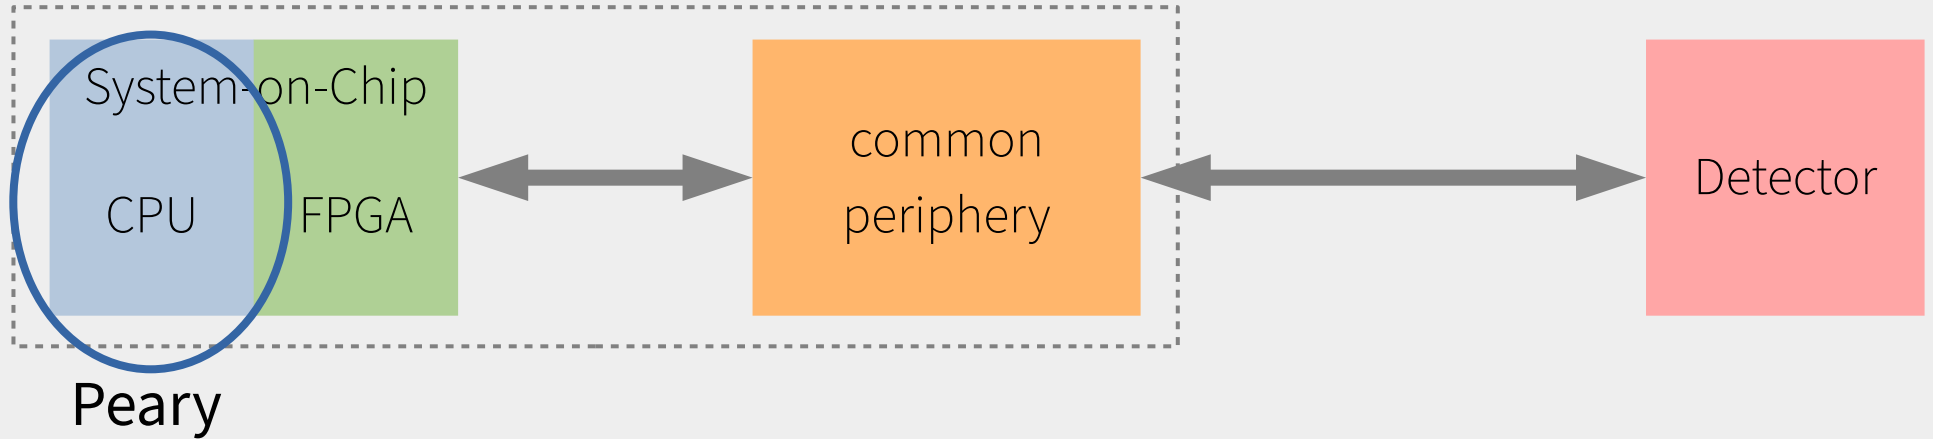 System-on-Chip
CPU
FPGA
common
periphery
Detector
Peary